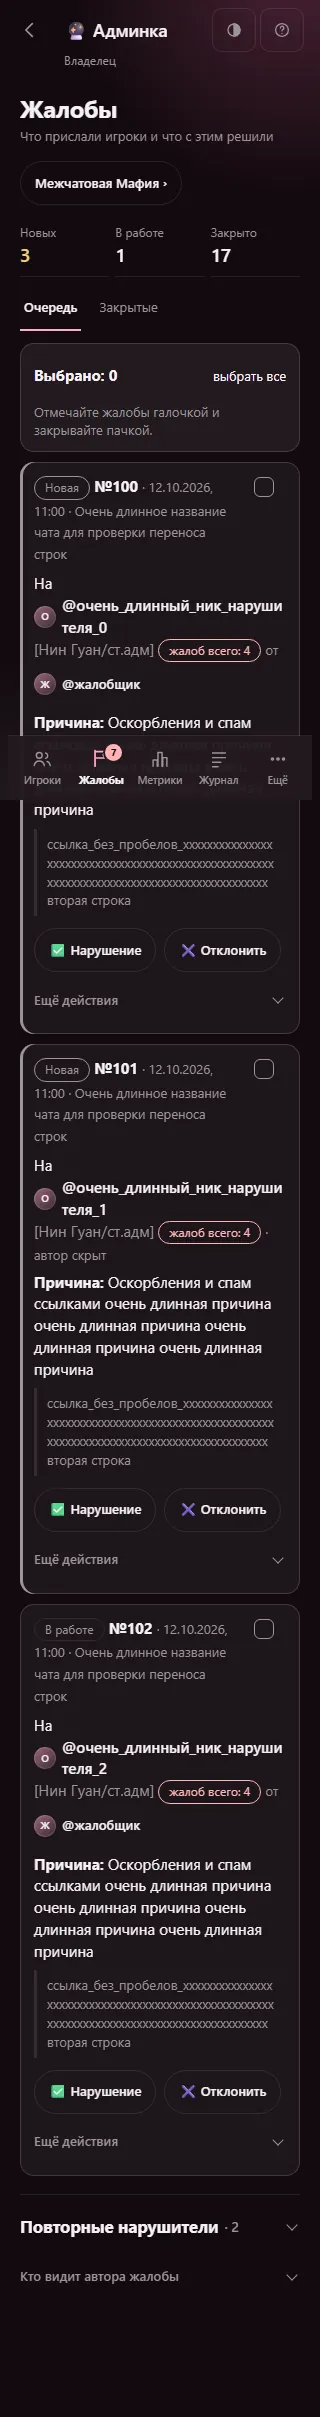 Админка
Владелец
Жалобы
Что прислали игроки и что с этим решили
Межчатовая Мафия ›
Новых
В работе
Закрыто
3
1
17
Очередь
Закрытые
Выбрано: 0
выбрать все
Отмечайте жалобы галочкой и
закрывайте пачкой.
Новая №100 · 12.10.2026,
11:00 · Очень длинное название
чата для проверки переноса
строк
На
О
@очень_длинный_ник_наруши
теля_0
[Нин Гуан/ст.адм] жалоб всего: 4 от
Ж @жалобщик
Причина: Оскорбления и спам
7
Игроки
Жалобы
Метрики
Журнал
Ещё
причина
ссылка_без_пробелов_xxxxxxxxxxxxxxx
xxxxxxxxxxxxxxxxxxxxxxxxxxxxxxxxxxxxxx
xxxxxxxxxxxxxxxxxxxxxxxxxxxxxxxxxxxxx
вторая строка
✅ Нарушение
❌ Отклонить
Ещё действия
Новая №101 · 12.10.2026,
11:00 · Очень длинное название
чата для проверки переноса
строк
На
О
@очень_длинный_ник_наруши
теля_1
[Нин Гуан/ст.адм] жалоб всего: 4 ·
автор скрыт
Причина: Оскорбления и спам
ссылками очень длинная причина
очень длинная причина очень
длинная причина очень длинная
причина
ссылка_без_пробелов_xxxxxxxxxxxxxxx
xxxxxxxxxxxxxxxxxxxxxxxxxxxxxxxxxxxxxx
xxxxxxxxxxxxxxxxxxxxxxxxxxxxxxxxxxxxx
вторая строка
✅ Нарушение
❌ Отклонить
Ещё действия
В работе №102 · 12.10.2026,
11:00 · Очень длинное название
чата для проверки переноса
строк
На
О
@очень_длинный_ник_наруши
теля_2
[Нин Гуан/ст.адм] жалоб всего: 4 от
Ж @жалобщик
Причина: Оскорбления и спам
ссылками очень длинная причина
очень длинная причина очень
длинная причина очень длинная
причина
ссылка_без_пробелов_xxxxxxxxxxxxxxx
xxxxxxxxxxxxxxxxxxxxxxxxxxxxxxxxxxxxxx
xxxxxxxxxxxxxxxxxxxxxxxxxxxxxxxxxxxxx
вторая строка
✅ Нарушение
❌ Отклонить
Ещё действия
Повторные нарушители · 2
Кто видит автора жалобы